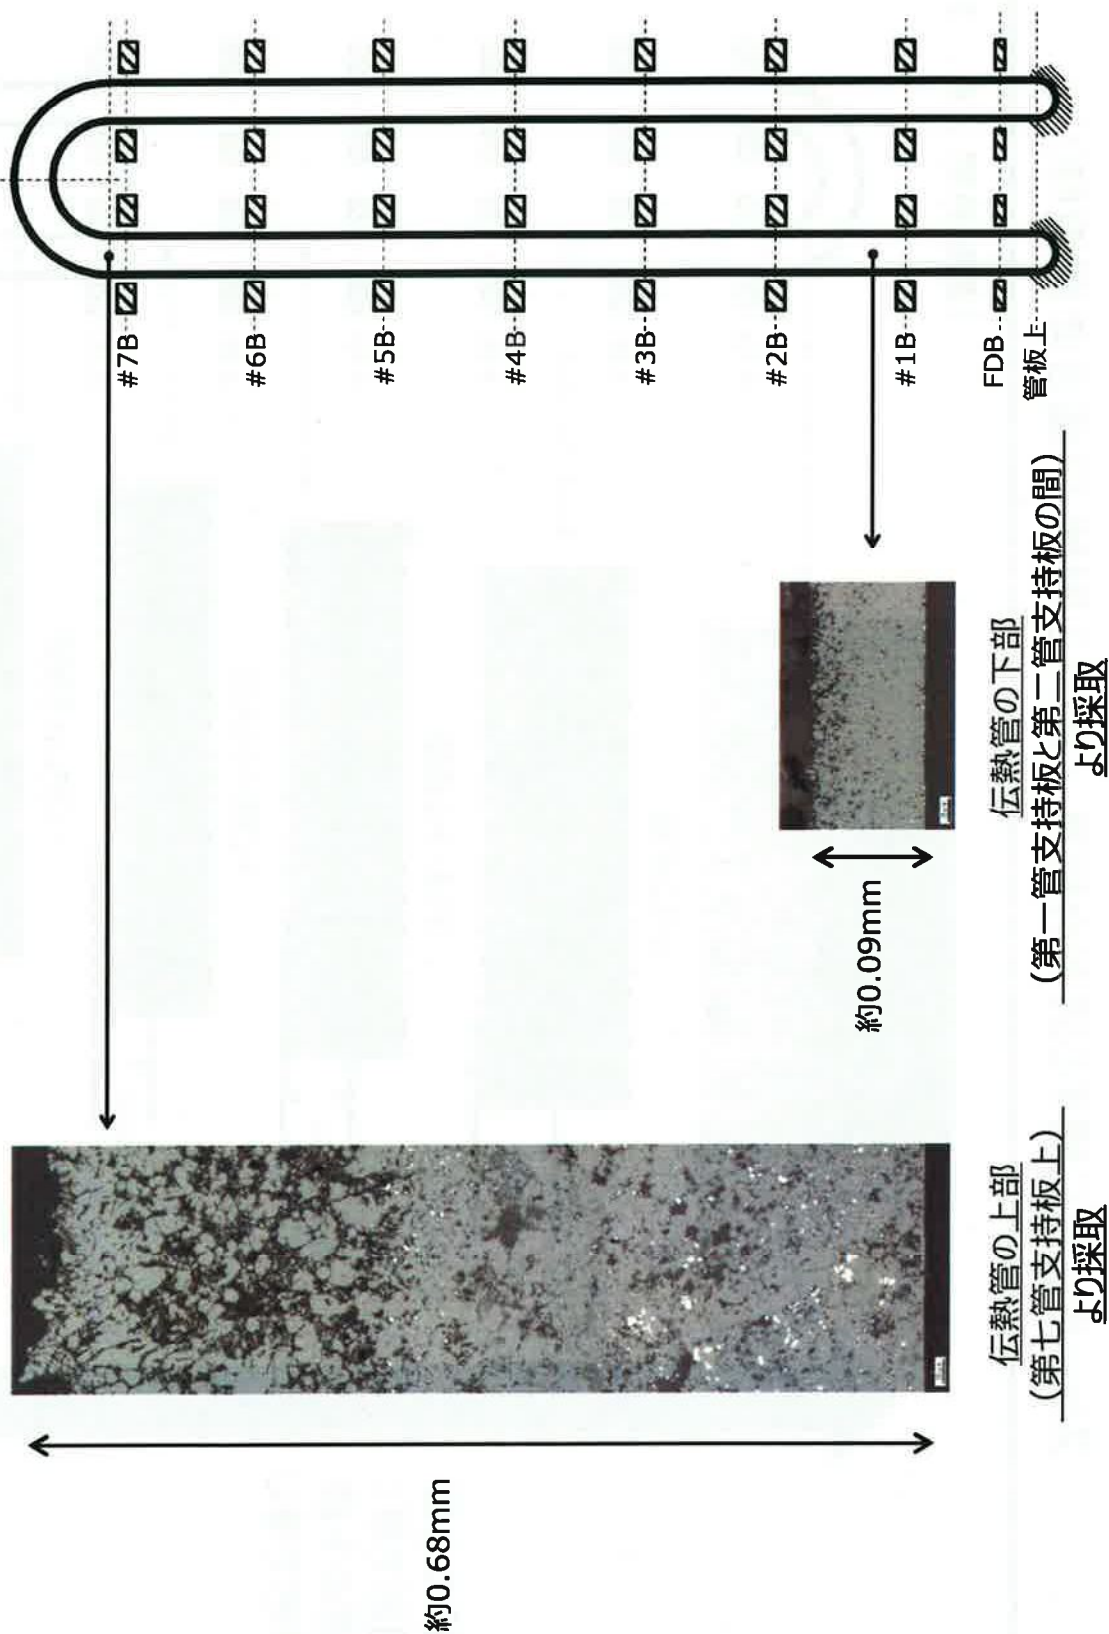 約0.68mm
伝熱管の上部
(第七管支持板上)
より採取
約0.09mm
伝熱管の下部
(第一管支持板と第二管支持板の間)
より採取
#7B
#6B
#5B
#4B
#3B
#2B
#1B
FDB
管板上